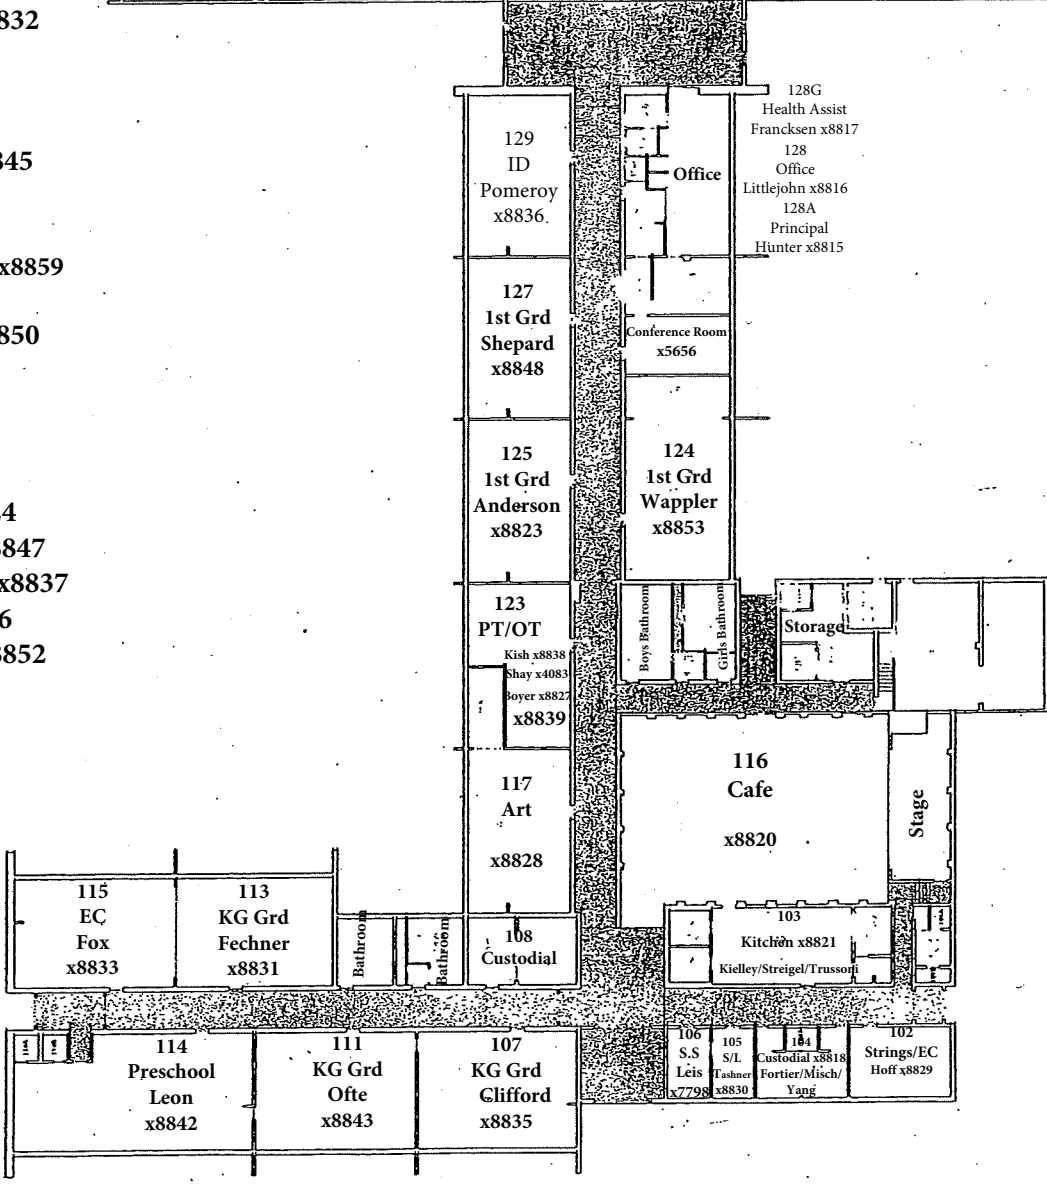 8832
845
x8859
850
4
8847
x8837
6
8852
128G
Health Assist
Francksen x8817
128
Office
Littlejohn x8816
128A
Principal
Hunter x8815
129
ID
Pomeroy
x8836
Office
127
1st Grd
Shepard
x8848
Conference Room
x5656
125
1st Grd
Anderson
x8823
124
1st Grd
Wappler
x8853
123
PT/OT
Kish x8838
Shay x4083
Boyer x8827
x8839
Boys Bathroom
Girls Bathroom
Storage
117
Art
x8828
116
Cafe
x8820
Stage
115
EC
Fox
x8833
113
KG Grd
Fechner
x8831
Bathroom
Bathroom
108
Custodial
103
Kitchen x8821
Kielley/Streigel/Trussoni
114
Preschool
Leon
x8842
111
KG Grd
Ofte
x8843
107
KG Grd
Clifford
x8835
106
S.S
Leis
x7798
105
S/L
Tashner
x8830
104
Custodial x8818
Fortier/Misch/
Yang
102
Strings/EC
Hoff x8829